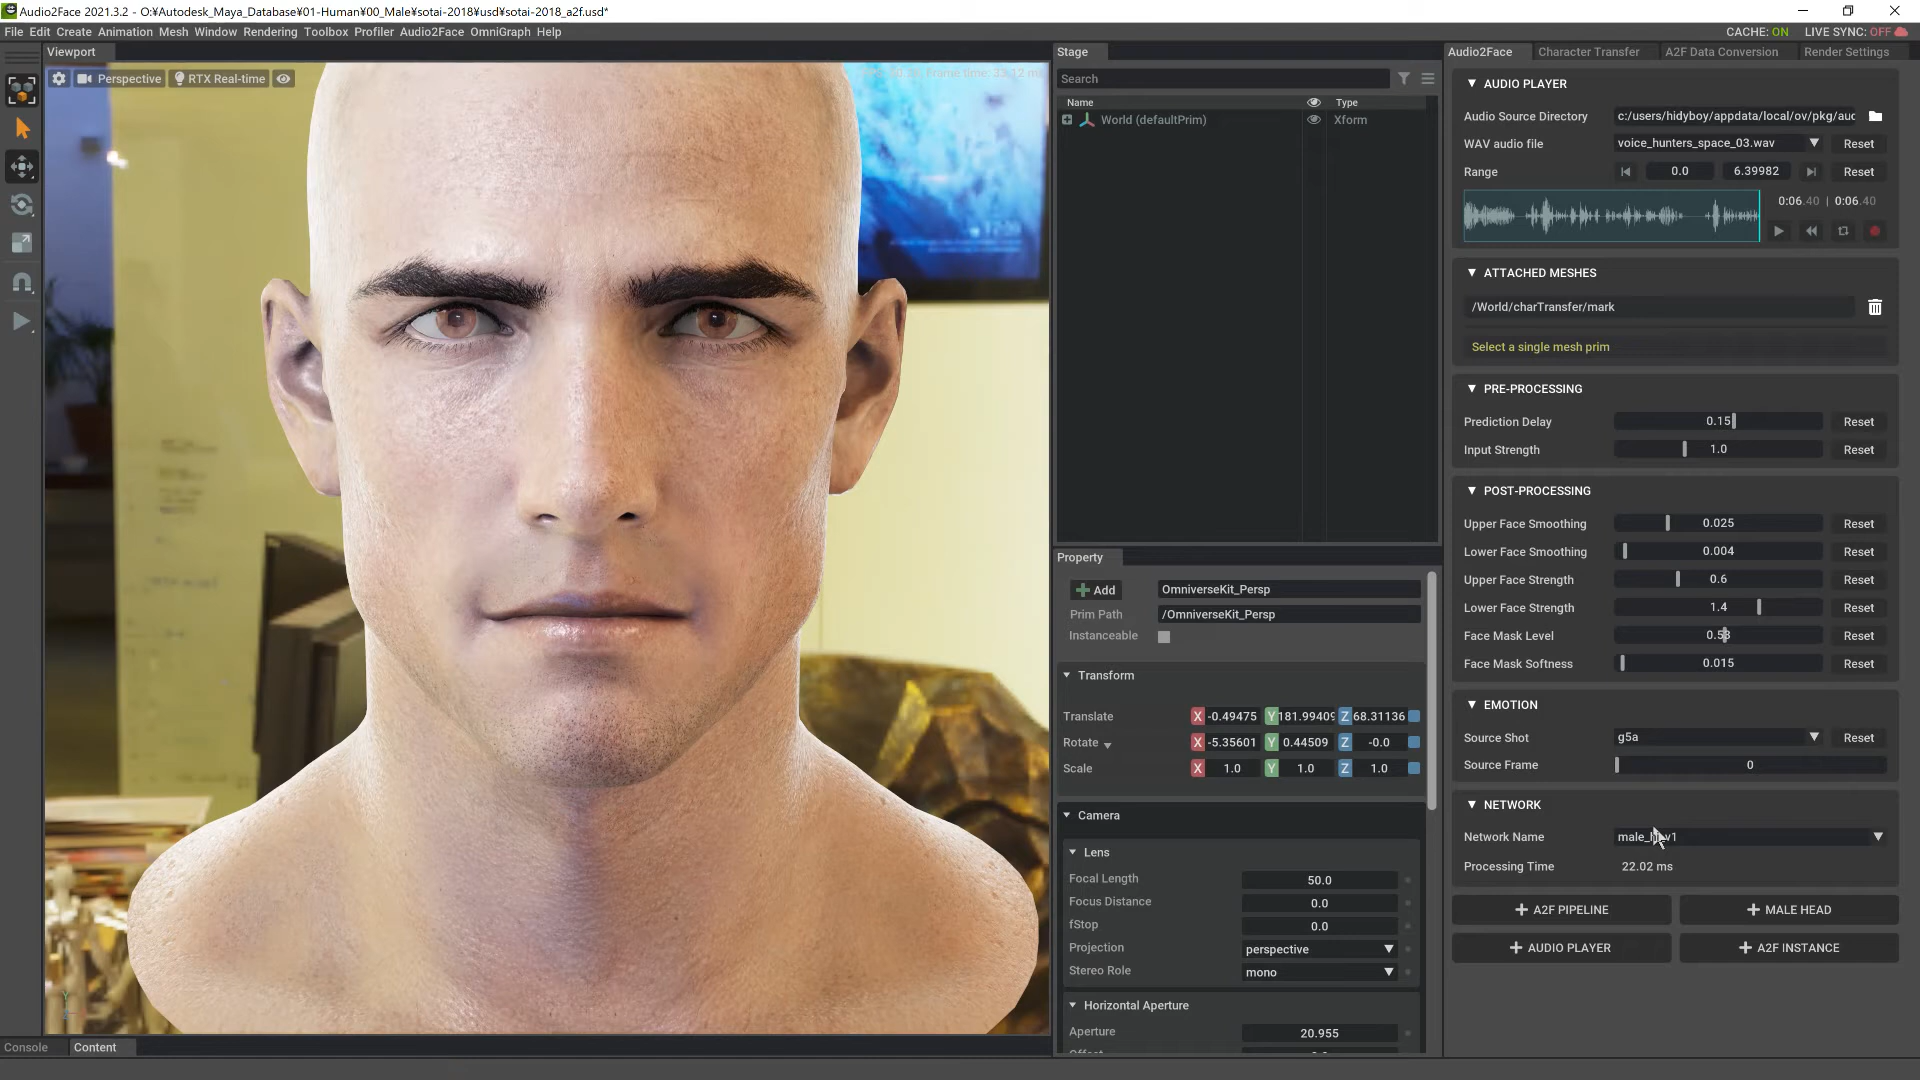 Audio2Face 2021.3.2 - O:¥Autodesk_Maya_Database¥01-Human¥00_Male¥sotai-2018¥usd¥sotai-2018_a2f.usd*
File Edit Create Animation Mesh Window Rendering Toolbox Profiler Audio2Face OmniGraph Help
CACHE: ON LIVE SYNC: OFF
Viewport
Perspective RTX Real-time
Frame time: 33.12 ms
Console Content
Stage
Search
Name Type
World (defaultPrim) Xform
Property
Add OmniverseKit_Persp
Prim Path /OmniverseKit_Persp
Instanceable
Transform
Translate X -0.49475 Y 181.99409 Z 68.31136
Rotate X -5.35601 Y 0.44509 Z -0.0
Scale X 1.0 Y 1.0 Z 1.0
Camera
Lens
Focal Length 50.0
Focus Distance 0.0
fStop 0.0
Projection perspective
Stereo Role mono
Horizontal Aperture
Aperture 20.955
Audio2Face Character Transfer A2F Data Conversion Render Settings
AUDIO PLAYER
Audio Source Directory c:/users/hidyboy/appdata/local/ov/pkg/aud
WAV audio file voice_hunters_space_03.wav Reset
Range 0.0 6.39982 Reset
0:06.40 | 0:06.40
ATTACHED MESHES
/World/charTransfer/mark
Select a single mesh prim
PRE-PROCESSING
Prediction Delay 0.15 Reset
Input Strength 1.0 Reset
POST-PROCESSING
Upper Face Smoothing 0.025 Reset
Lower Face Smoothing 0.004 Reset
Upper Face Strength 0.6 Reset
Lower Face Strength 1.4 Reset
Face Mask Level 0.53 Reset
Face Mask Softness 0.015 Reset
EMOTION
Source Shot g5a Reset
Source Frame 0
NETWORK
Network Name
Processing Time 22.02 ms
+ A2F PIPELINE + MALE HEAD
+ AUDIO PLAYER + A2F INSTANCE